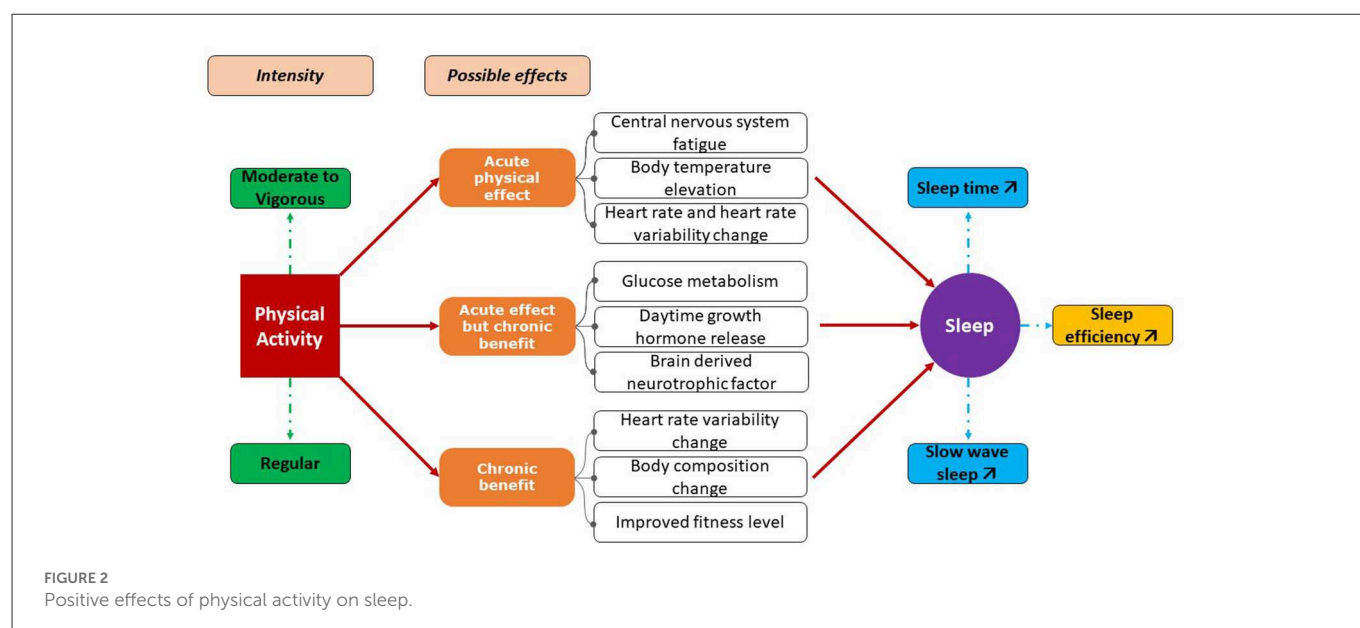 Intensity
Possible effects
Moderate to
Vigorous
Physical
Activity
Regular
Acute
physical
effect
Central nervous system
fatigue
Body temperature
elevation
Heart rate and heart rate
variability change
Acute effect
but chronic
benefit
Glucose metabolism
Daytime growth
hormone release
Brain derived
neurotrophic factor
Chronic
benefit
Heart rate variability
change
Body composition
change
Improved fitness level
Sleep time ↗
Sleep
Sleep
efficiency ↗
Slow wave
sleep ↗
FIGURE 2
Positive effects of physical activity on sleep.